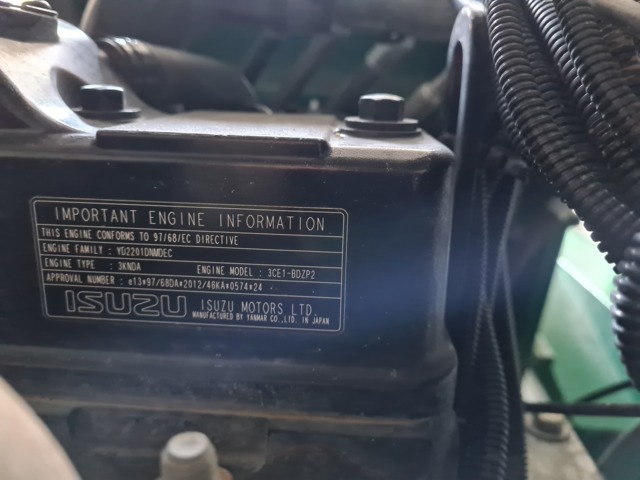 IMPORTANT ENGINE INFORMATION
THIS ENGINE CONFORMS TO 97/68/EC DIRECTIVE
ENGINE FAMILY : YD2201DNMDEC
ENGINE TYPE : 3KNDA ENGINE MODEL : 3CE1-BDZP2
APPROVAL NUMBER : e13*97/68DA*2012/46KA*0574*24
ISUZU ISUZU MOTORS LTD.
MANUFACTURED BY YANMAR CO.,LTD. IN JAPAN